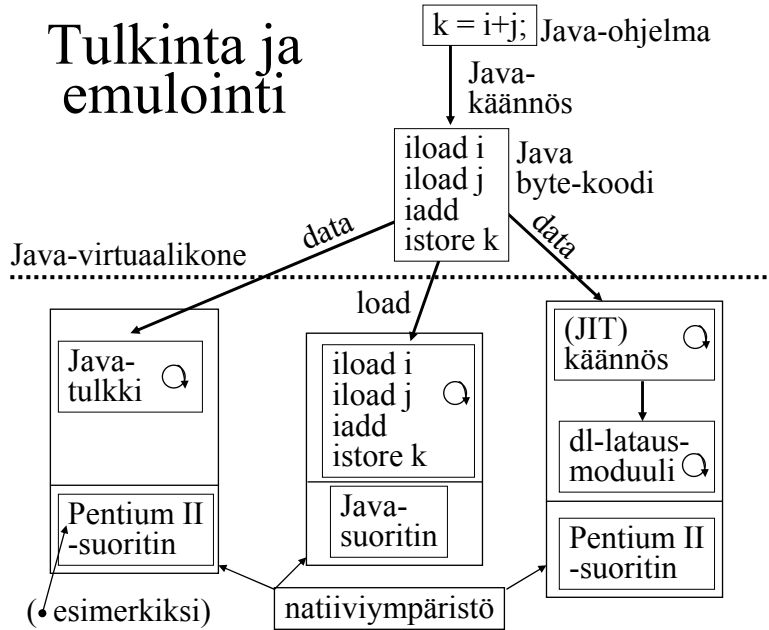 Tulkinta ja
emulointi
k = i+j;
Java-ohjelma
Java-
käännös
iload i
iload j
iadd
istore k
Java
byte-koodi
data
data
Java-virtuaalikone
load
Java-
tulkki
iload i
iload j
iadd
istore k
(JIT)
käännös
dl-lataus-
moduuli
Pentium II
-suoritin
Java-
suoritin
Pentium II
-suoritin
( esimerkiksi)
natiiviympäristö